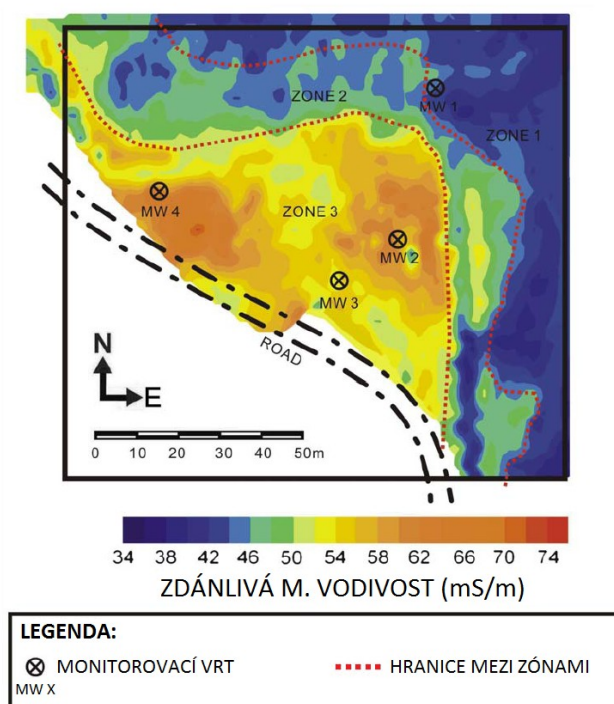 ZONE 2
MW 1
ZONE 1
MW 4
ZONE 3
MW 2
MW 3
ROAD
N
E
0 10 20 30 40 50m
34 38 42 46 50 54 58 62 66 70 74
ZDÁNLIVÁ M. VODIVOST (mS/m)
LEGENDA:
MONITOROVACÍ VRT
HRANICE MEZI ZÓNAMI
MW X